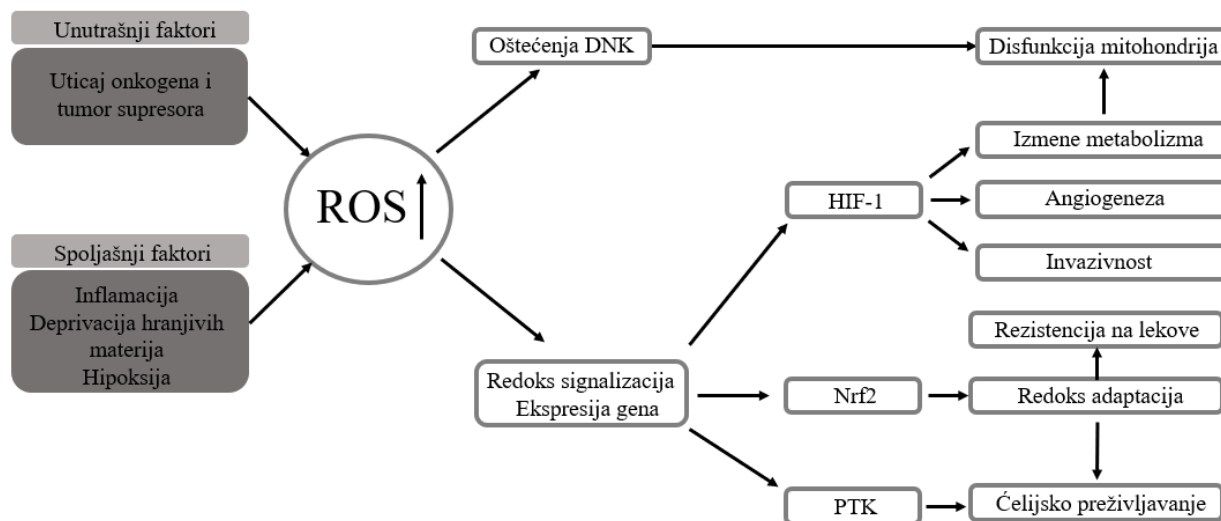 Unutrašnji faktori
Uticaj onkogena i
tumor supresora
Spoljašnji faktori
Inflamacija
Deprivacija hranjivih
materija
Hipoksija
ROS
Oštećenja DNK
Redoks signalizacija
Ekspresija gena
HIF-1
Nrf2
PTK
Disfunkcija mitohondrija
Izmene metabolizma
Angiogeneza
Invazivnost
Rezistencija na lekove
Redoks adaptacija
Ćelijsko preživljavanje